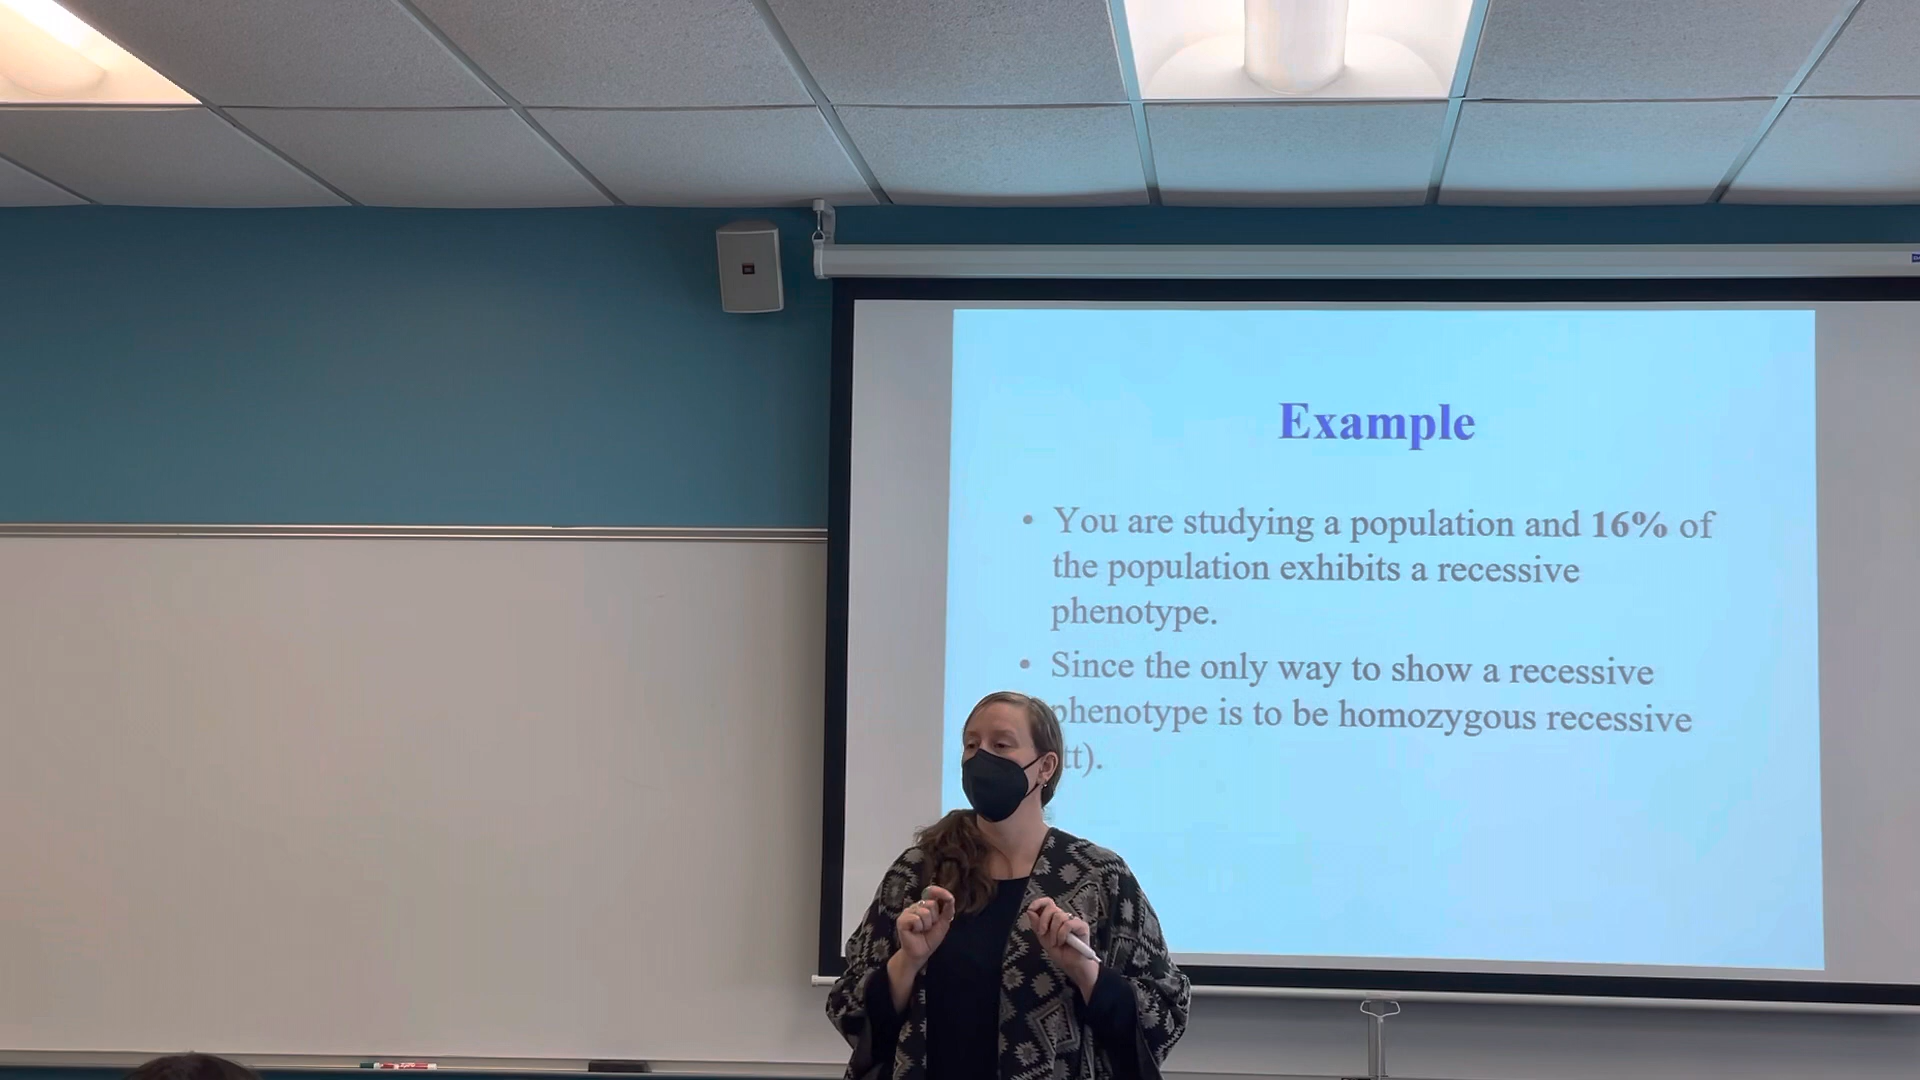 Example
• You are studying a population and 16% of
the population exhibits a recessive
phenotype.
• Since the only way to show a recessive
phenotype is to be homozygous recessive
tt).